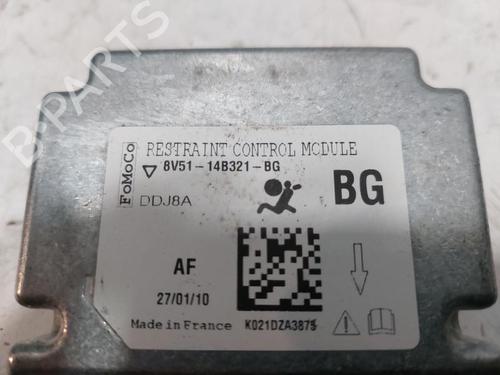 FoMoCo
RESTRAINT CONTROL MODULE
8V51-14B321-BG
DDJ8A
BG
AF
27/01/10
Made in France
K021DZA3875
B-PARTS